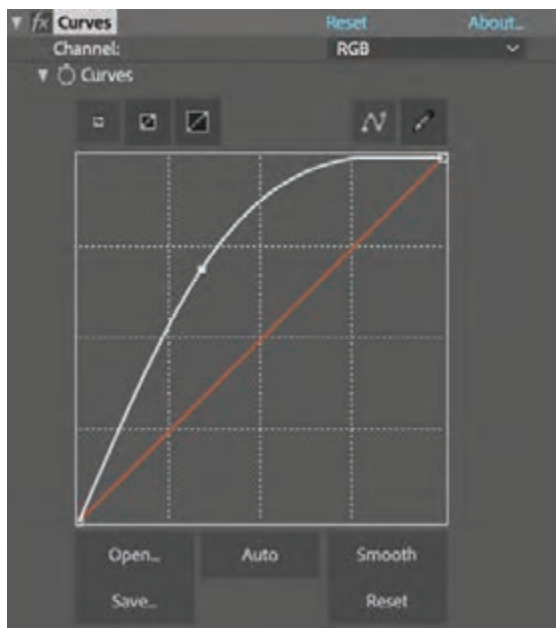 fx Curves Reset About...
Channel: RGB
Curves
Open... Auto Smooth
Save... Reset